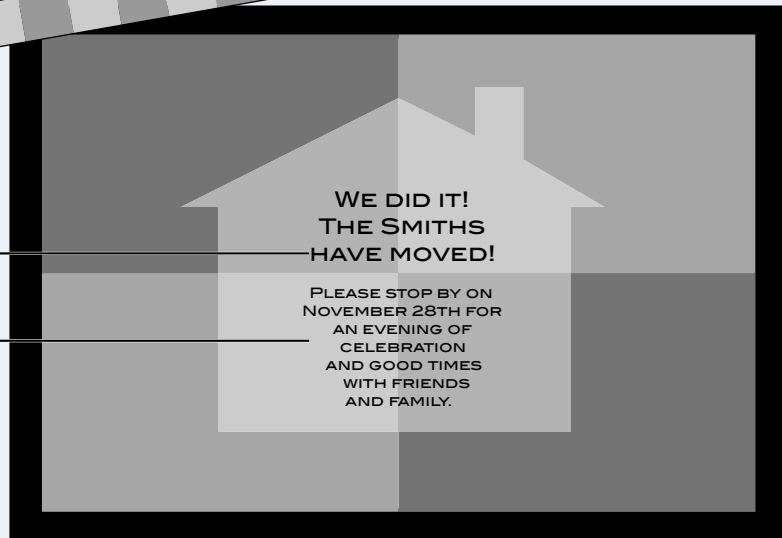 We did it!
The Smiths
have moved!
Please stop by on
November 28th for
an evening of
celebration
and good times
with friends
and family.